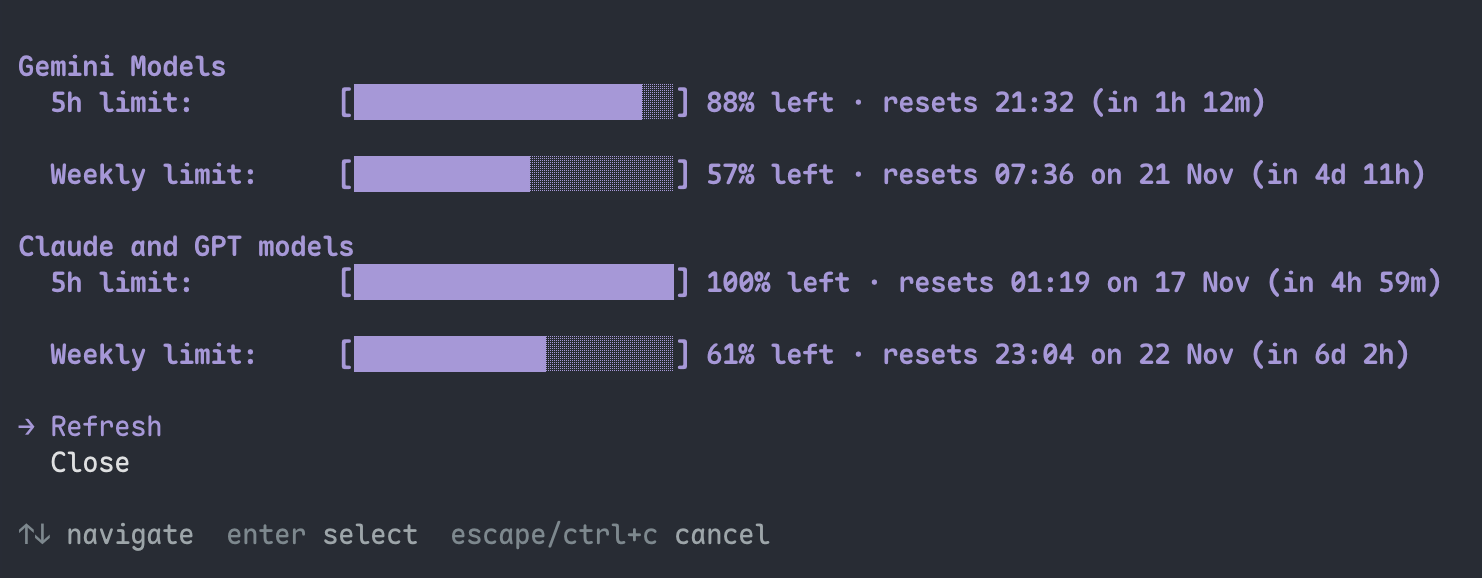 Gemini Models
5h limit: [ ] 88% left · resets 21:32 (in 1h 12m)
Weekly limit: [ ] 57% left · resets 07:36 on 21 Nov (in 4d 11h)
Claude and GPT models
5h limit: [ ] 100% left · resets 01:19 on 17 Nov (in 4h 59m)
Weekly limit: [ ] 61% left · resets 23:04 on 22 Nov (in 6d 2h)
→ Refresh
Close
↑↓ navigate enter select escape/ctrl+c cancel